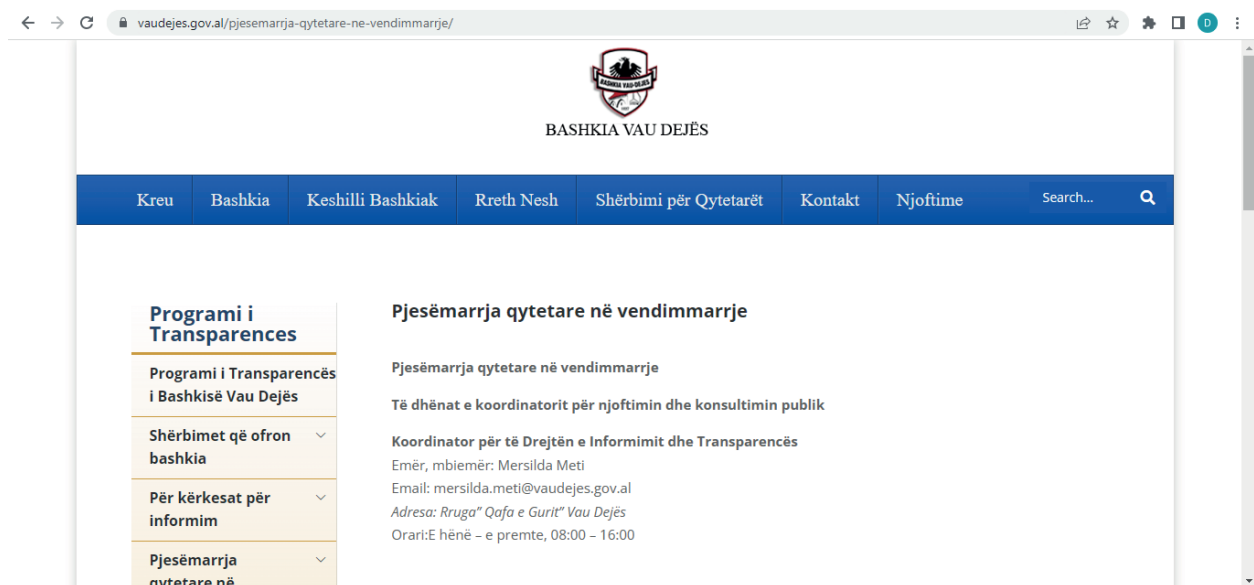 vaudejes.gov.al/pjesemarrja-qytetare-ne-vendimmarrje/
D
BASHKIA VAU-DEJES
BASHKIA VAU DEJËS
Kreu Bashkia Keshilli Bashkiak Rreth Nesh Shërbimi për Qytetarët Kontakt Njoftime Search...
Programi i
Transparences
Programi i Transparencës
i Bashkisë Vau Dejës
Shërbimet që ofron
bashkia
Për kërkesat për
informim
Pjesëmarrja
qytetare në
Pjesëmarrja qytetare në vendimmarrje
Pjesëmarrja qytetare në vendimmarrje
Të dhënat e koordinatorit për njoftimin dhe konsultimin publik
Koordinator për të Drejtën e Informimit dhe Transparencës
Emër, mbiemër: Mersilda Meti
Email: mersilda.meti@vaudejes.gov.al
Adresa: Rruga” Qafa e Gurit” Vau Dejës
Orari:E hënë – e premte, 08:00 – 16:00